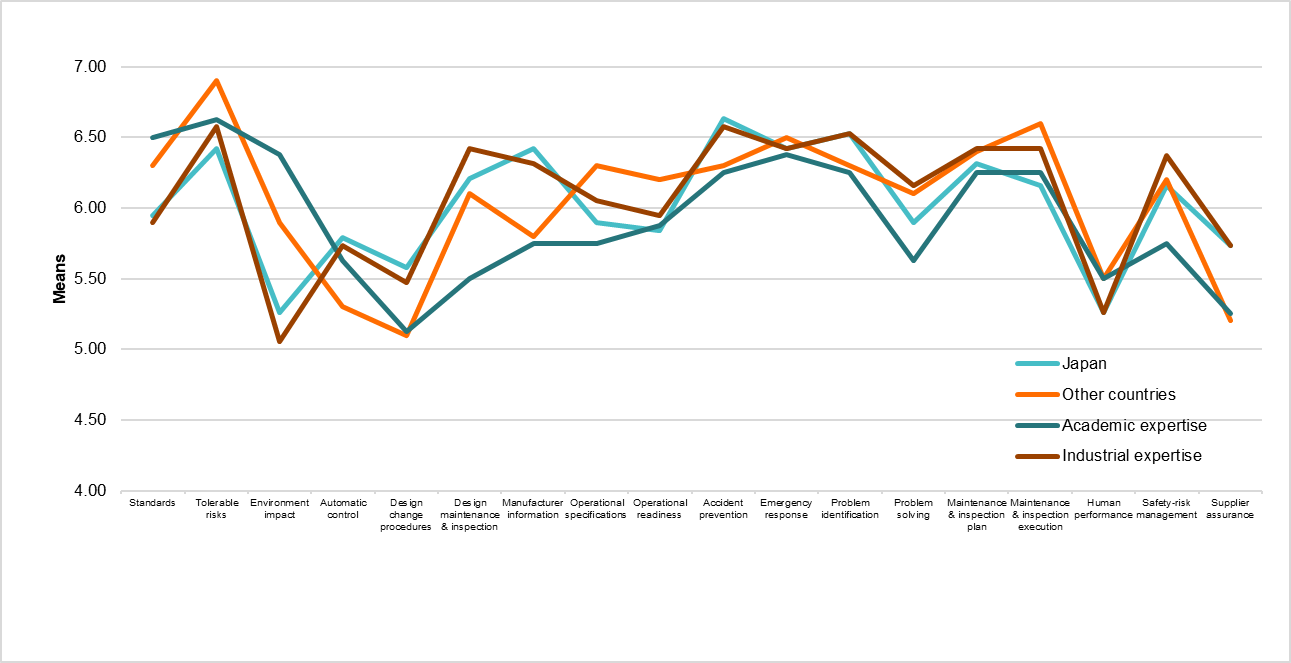 7.00
6.50
6.00
5.50
5.00
4.50
4.00
Means
Japan
Other countries
Academic expertise
Industrial expertise
Standards
Tolerable
risks
Environment
impact
Automatic
control
Design
change
procedures
Design
maintenance
& inspection
Manufacturer
information
Operational
specifications
Operational
readiness
Accident
prevention
Emergency
response
Problem
identification
Problem
solving
Maintenance
& inspection
plan
Maintenance
& inspection
execution
Human
performance
Safety-risk
management
Supplier
assurance